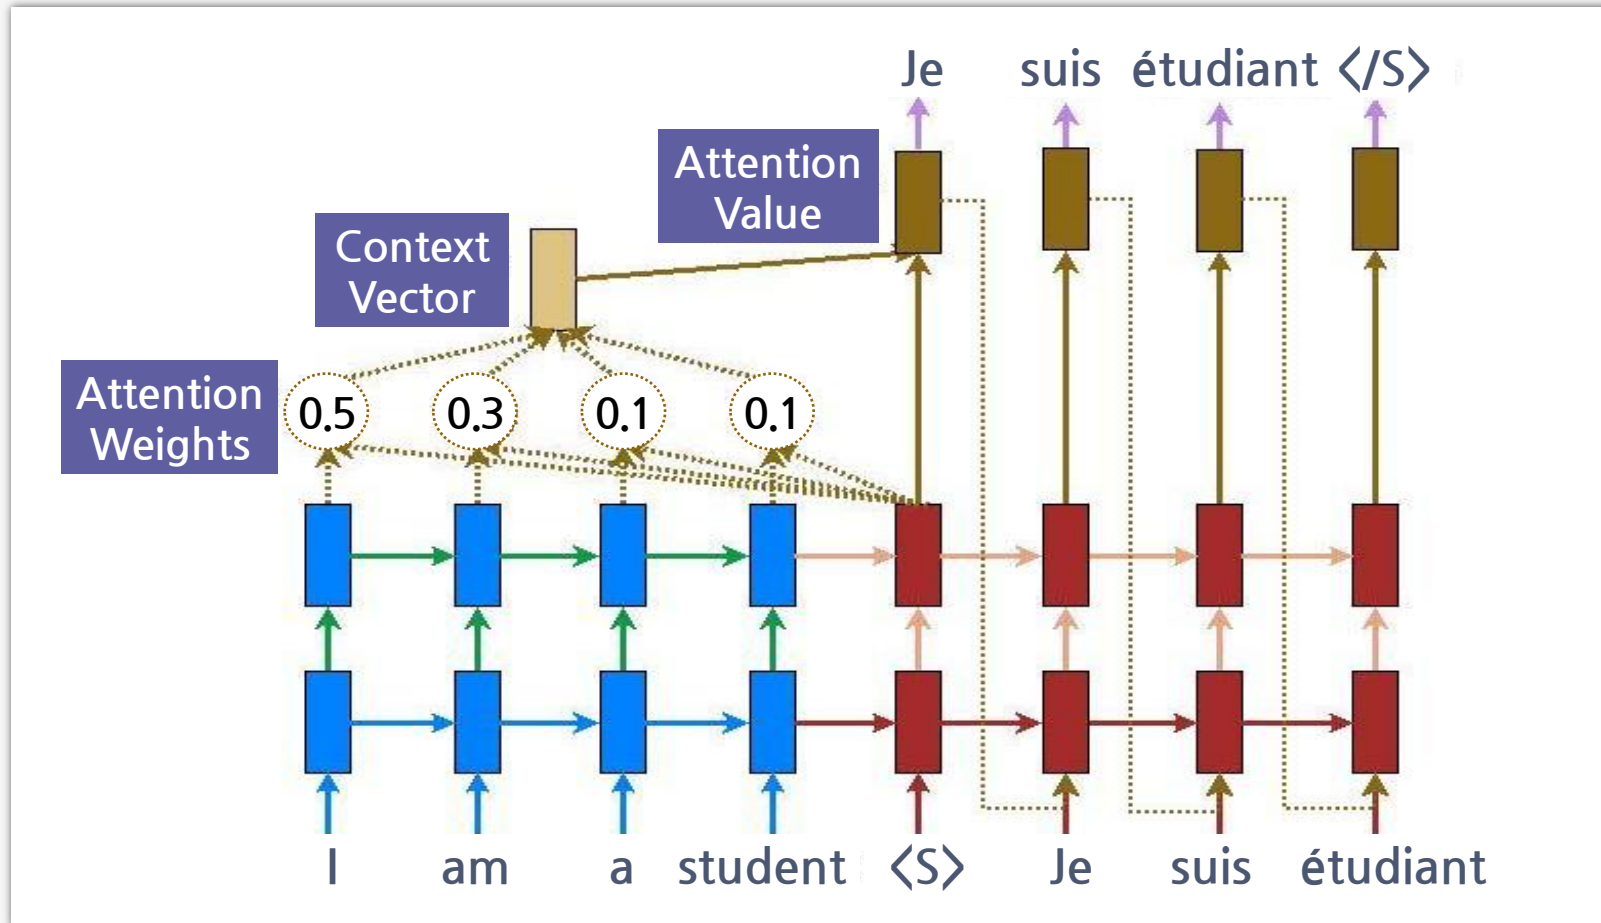 Je suis étudiant </S>
Attention
Value
Context
Vector
Attention
Weights
0.5 0.3 0.1 0.1
I am a student <S> Je suis étudiant